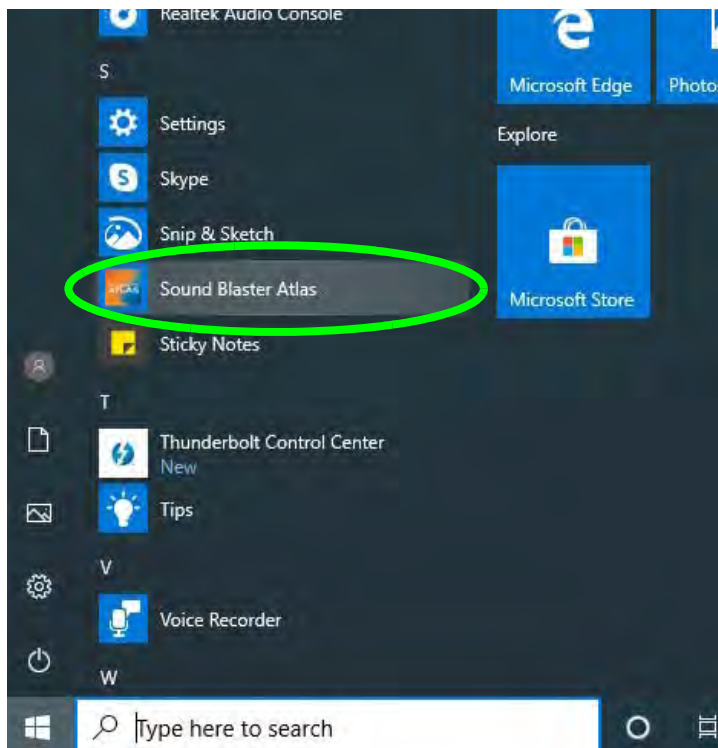 Realtek Audio Console
S
Settings
Skype
Snip & Sketch
Sound Blaster Atlas
Sticky Notes
T
Thunderbolt Control Center
New
Tips
V
Voice Recorder
W
Microsoft Edge
Photo
Explore
Microsoft Store
Type here to search